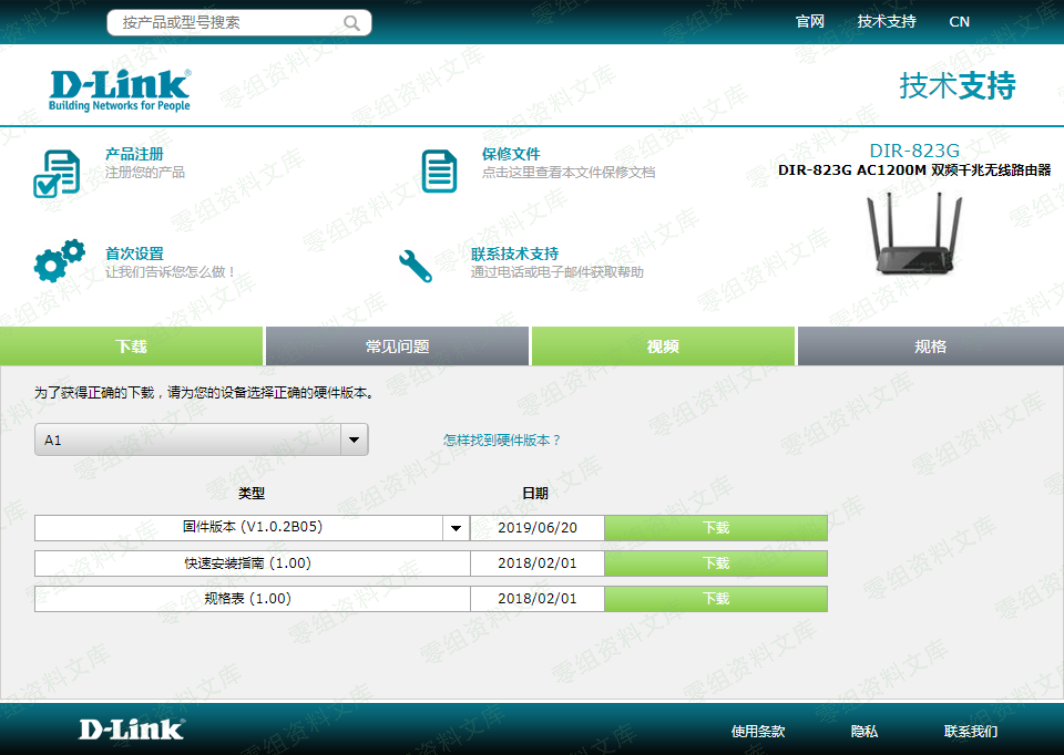 按产品或型号搜索
官网 技术支持 CN
D-Link®
Building Networks for People
技术支持
产品注册
注册您的产品
保修文件
点击这里查看本文件保修文档
DIR-823G
DIR-823G AC1200M 双频千兆无线路由器
首次设置
让我们告诉您怎么做！
联系技术支持
通过电话或电子邮件获取帮助
下载 常见问题 视频 规格
为了获得正确的下载，请为您的设备选择正确的硬件版本。
A1
怎样找到硬件版本？
类型 日期
固件版本 (V1.0.2B05) 2019/06/20 下载
快速安装指南 (1.00) 2018/02/01 下载
规格表 (1.00) 2018/02/01 下载
D-Link®
使用条款 隐私 联系我们
零组资料文库